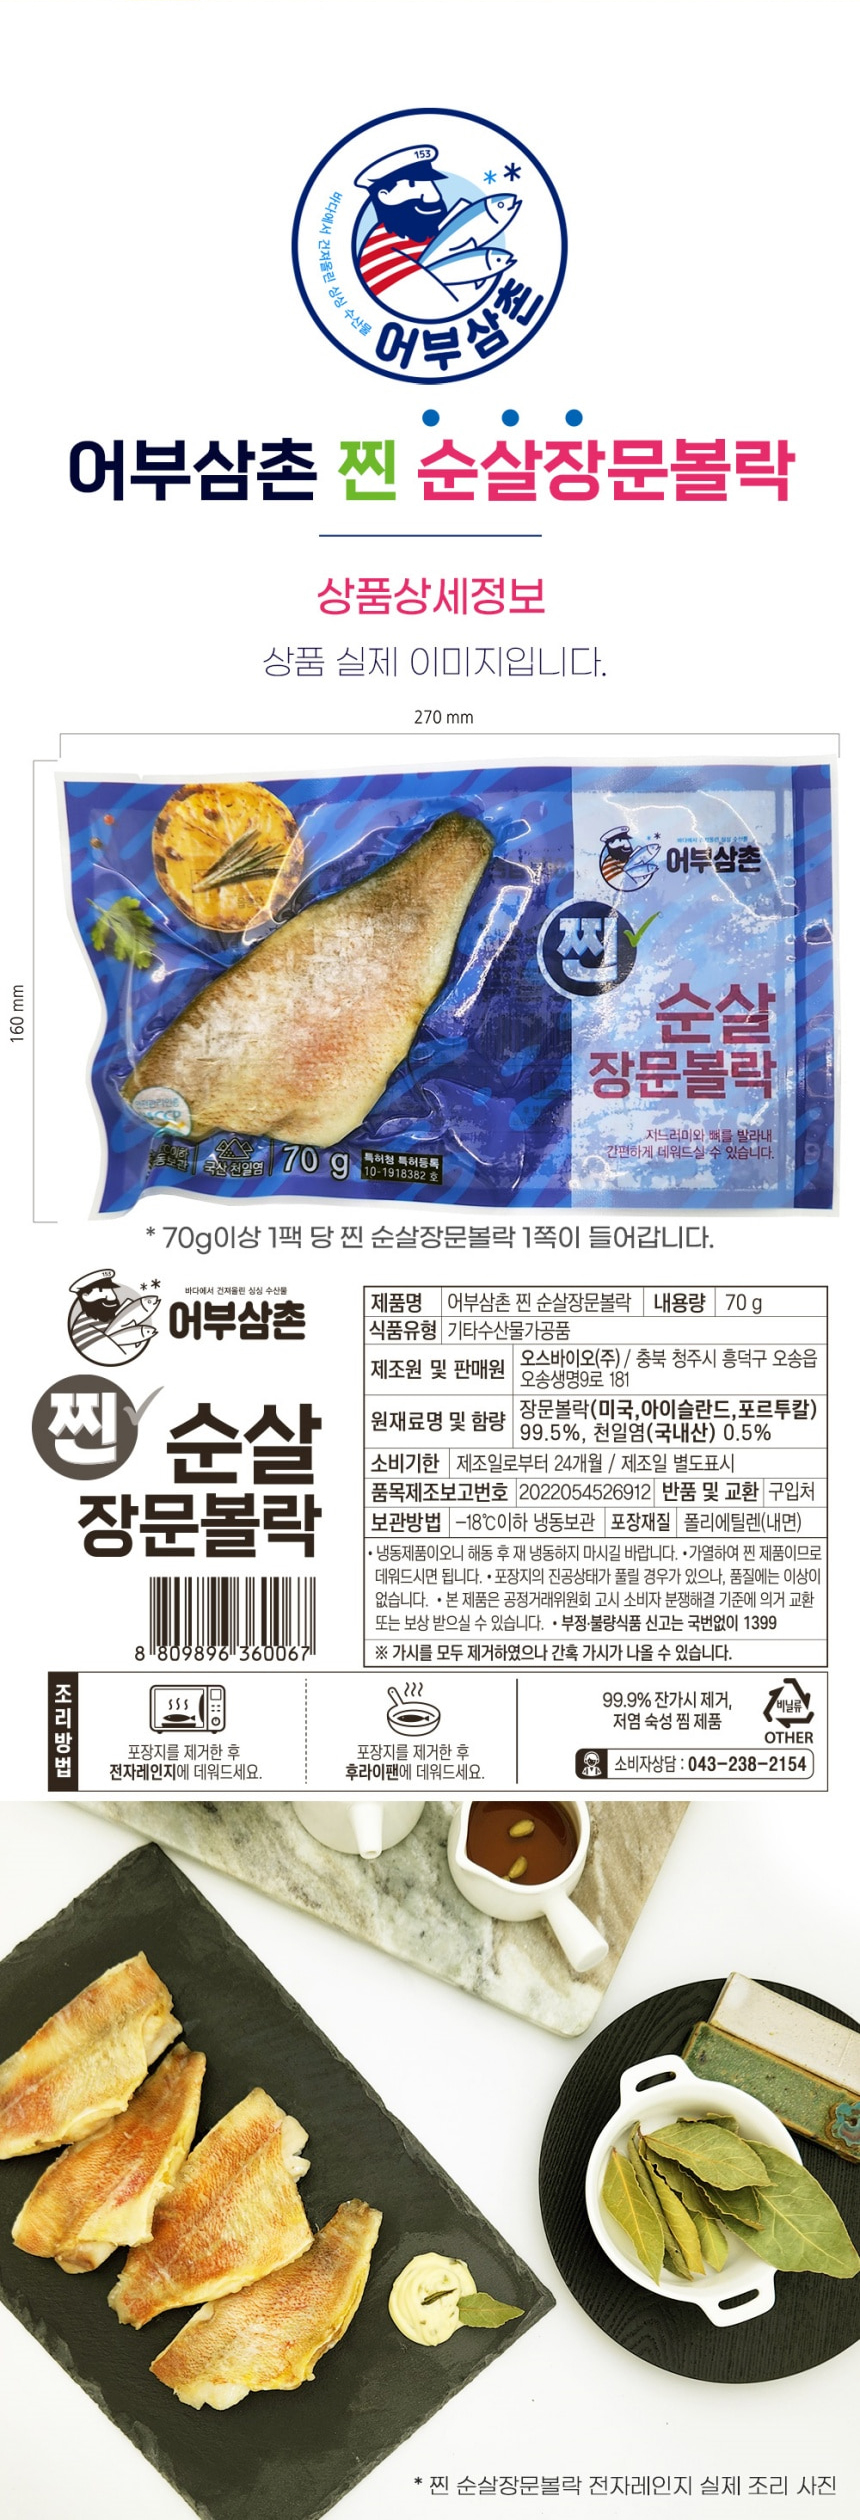 153
바다에서 건져올린 싱싱 수산물
어부삼촌
어부삼촌 찐 순살장문볼락
상품상세정보
상품 실제 이미지입니다.
270 mm
160 mm
바다에서 건져올린 싱싱 수산물
어부삼촌
찐
순살
장문볼락
저느러미와 뼈를 발라내
간편하게 데워드실 수 있습니다.
국산 천일염
70 g
특허청 특허등록
10-1918382 호
* 70g이상 1팩 당 찐 순살장문볼락 1쪽이 들어갑니다.
153
바다에서 건져올린 싱싱 수산물
어부삼촌
찐
순살
장문볼락
8 809896 360067
제품명 어부삼촌 찐 순살장문볼락 내용량 70 g
식품유형 기타수산물가공품
제조원 및 판매원 오스바이오(주) / 충북 청주시 흥덕구 오송읍
오송생명9로 181
원재료명 및 함량 장문볼락(미국,아이슬란드,포르투칼)
99.5%, 천일염(국내산) 0.5%
소비기한 제조일로부터 24개월 / 제조일 별도표시
품목제조보고번호 2022054526912 반품 및 교환 구입처
보관방법 -18℃이하 냉동보관 포장재질 폴리에틸렌(내면)
• 냉동제품이오니 해동 후 재 냉동하지 마시길 바랍니다. • 가열하여 찐 제품이므로
데워드시면 됩니다. • 포장지의 진공상태가 풀릴 경우가 있으나, 품질에는 이상이
없습니다. • 본 제품은 공정거래위원회 고시 소비자 분쟁해결 기준에 의거 교환
또는 보상 받으실 수 있습니다. • 부정·불량식품 신고는 국번없이 1399
※ 가시를 모두 제거하였으나 간혹 가시가 나올 수 있습니다.
조리방법
포장지를 제거한 후
전자레인지에 데워드세요.
포장지를 제거한 후
후라이팬에 데워드세요.
99.9% 잔가시 제거,
저염 숙성 찜 제품
비닐류
OTHER
소비자상담 : 043-238-2154
* 찐 순살장문볼락 전자레인지 실제 조리 사진